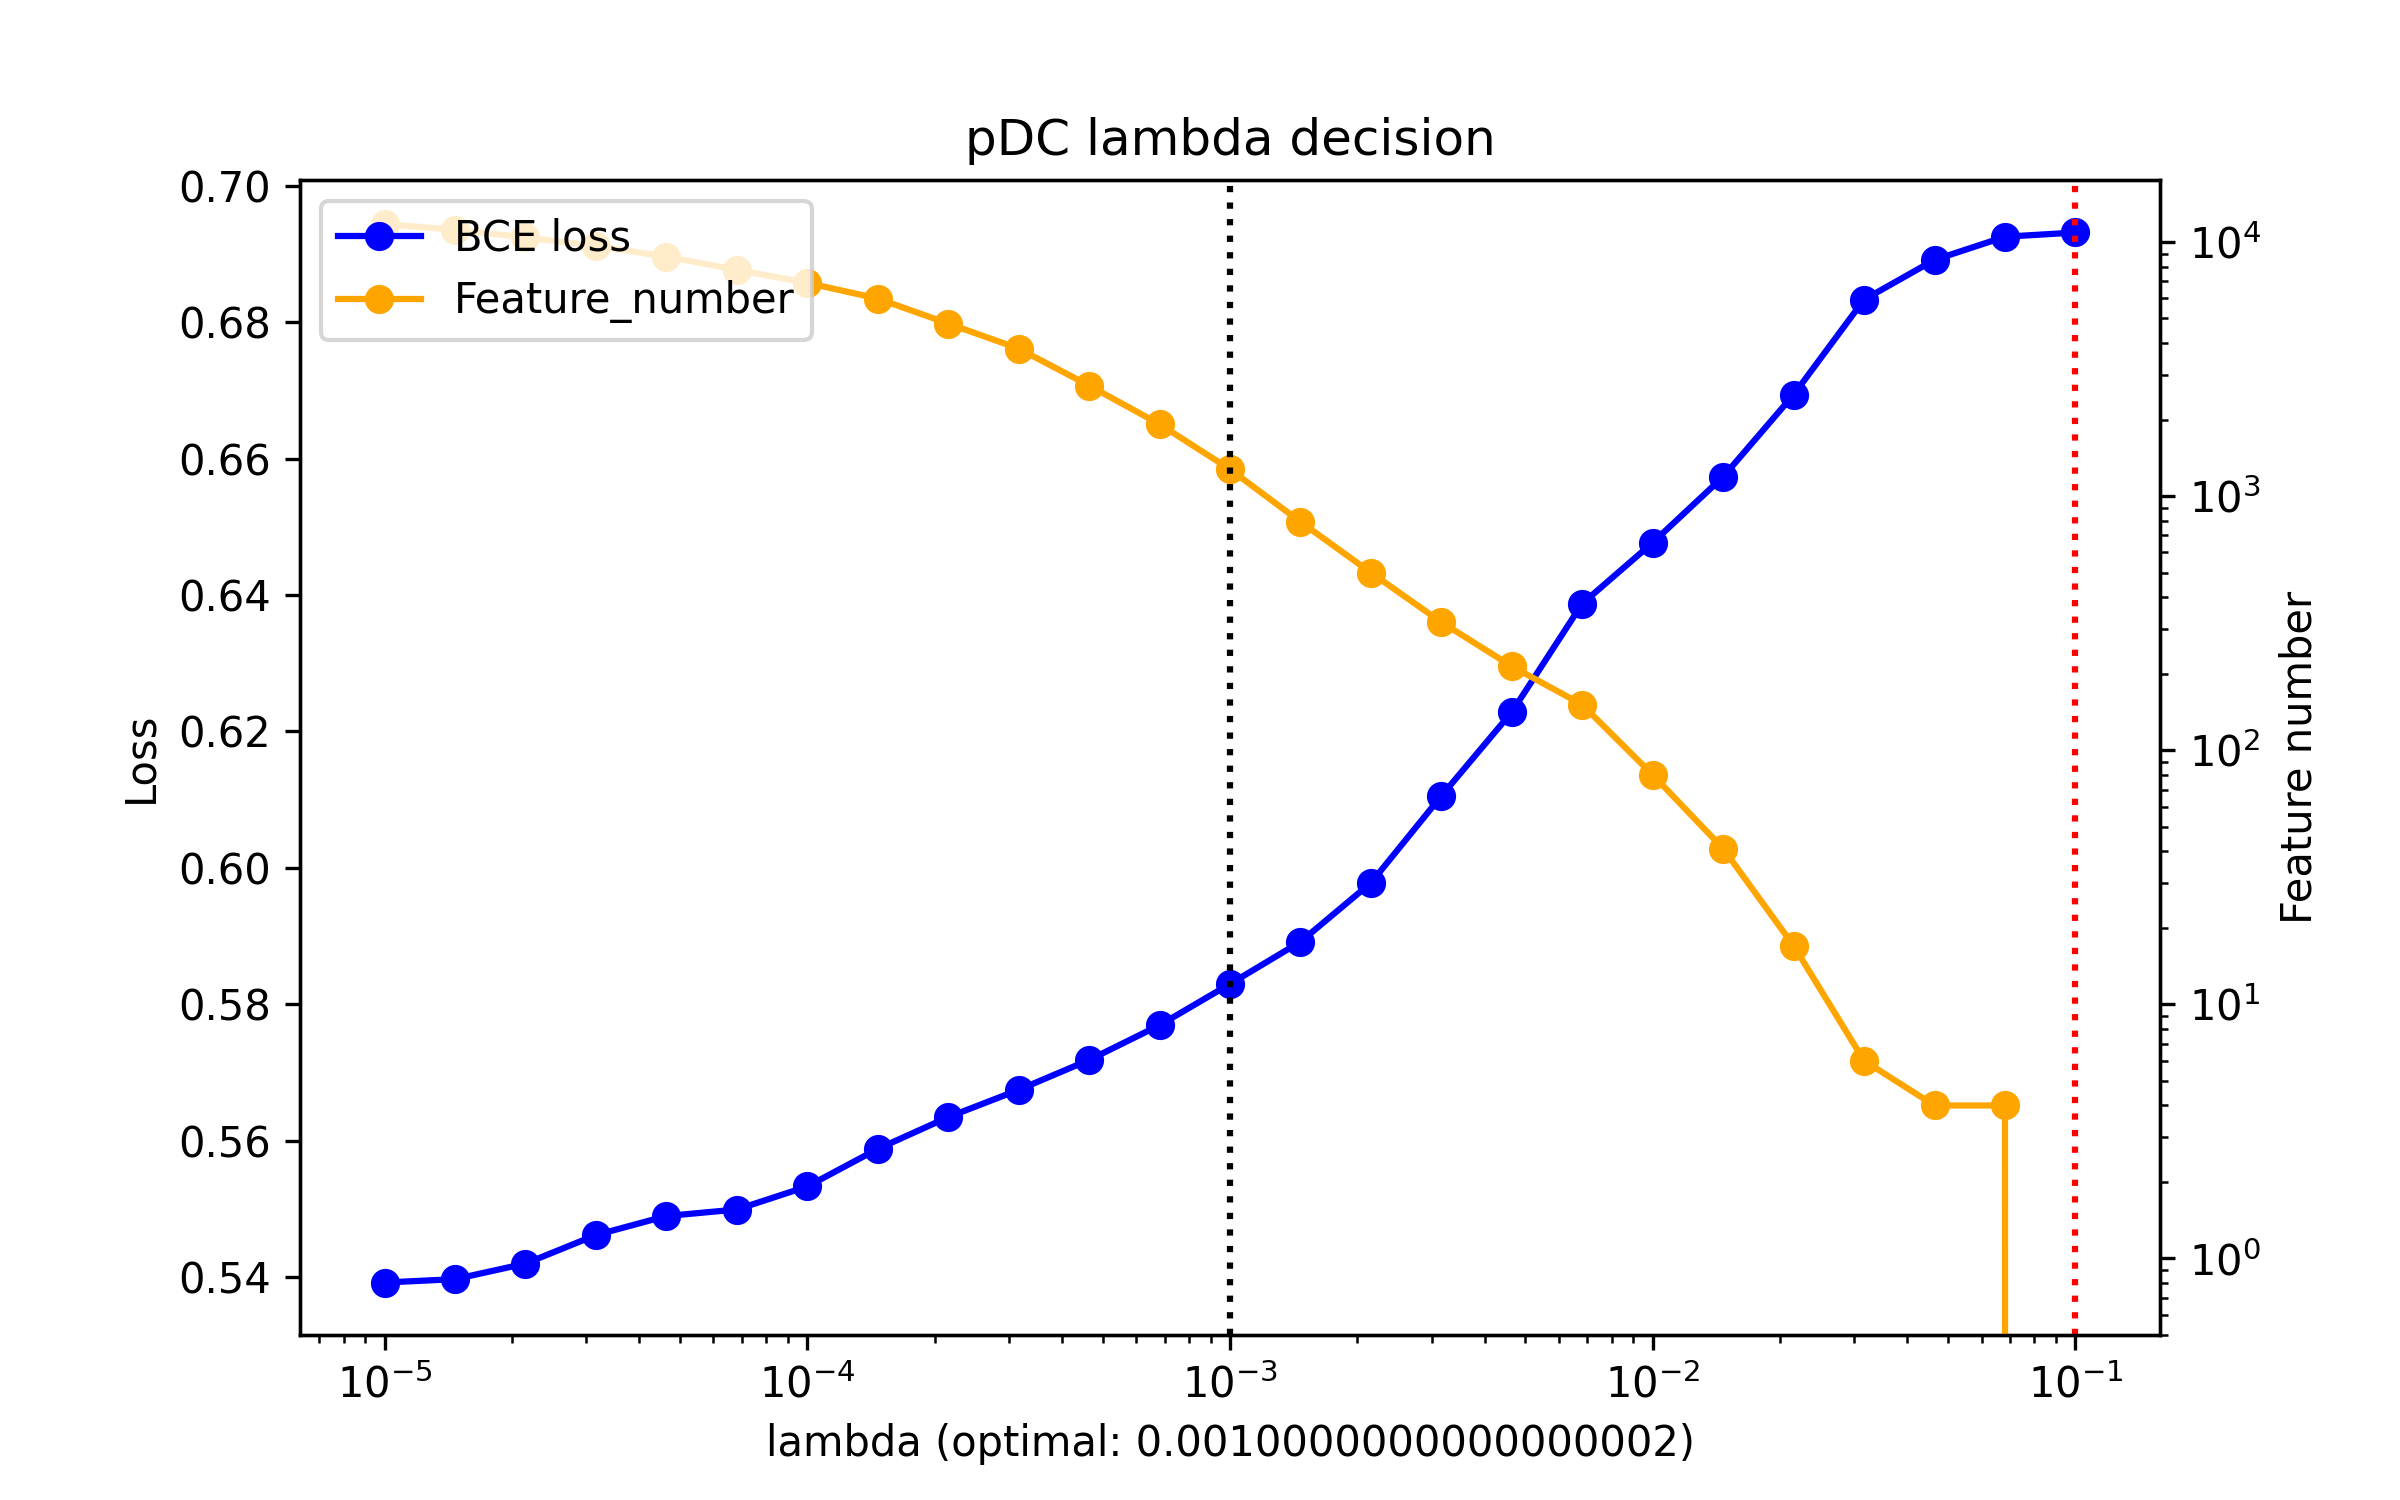 pDC lambda decision
BCE loss
Feature_number
0.70
0.68
0.66
0.64
0.62
0.60
0.58
0.56
0.54
Loss
10⁴
10³
10²
10¹
10⁰
Feature number
10⁻⁵ 10⁻⁴ 10⁻³ 10⁻² 10⁻¹
lambda (optimal: 0.0010000000000000002)